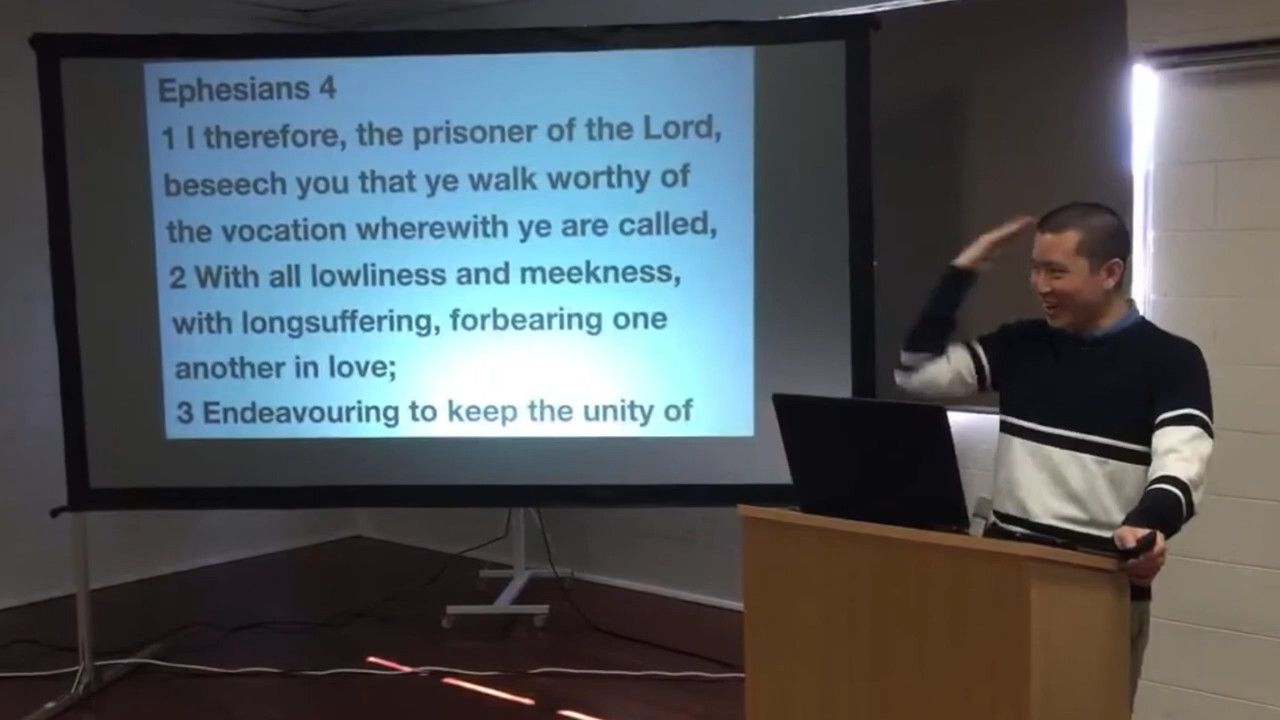 Ephesians 4
1 I therefore, the prisoner of the Lord,
beseech you that ye walk worthy of
the vocation wherewith ye are called,
2 With all lowliness and meekness,
with longsuffering, forbearing one
another in love;
3 Endeavouring to keep the unity of